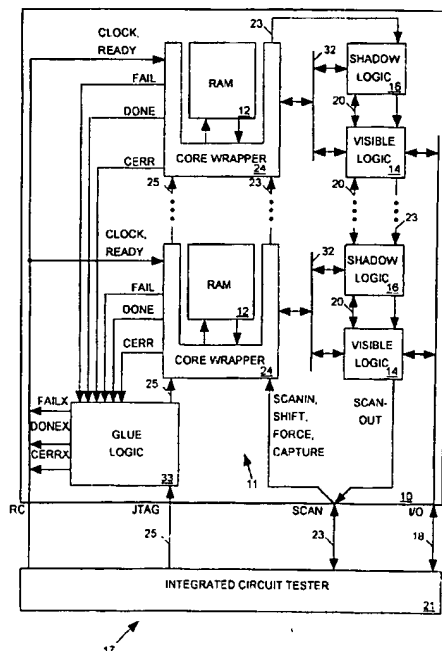 23
CLOCK,
READY
32
FAIL
RAM
SHADOW
LOGIC
16
20
DONE
12
CORE WRAPPER
24
VISIBLE
LOGIC
14
CERR
25
23
20
23
CLOCK,
READY
32
SHADOW
LOGIC
16
RAM
FAIL
12
20
DONE
VISIBLE
LOGIC
14
CERR
CORE WRAPPER
24
25
FAILX
SCANIN,
SHIFT,
FORCE,
CAPTURE
SCAN-
OUT
DONEX
GLUE
LOGIC
CERRX
33
11
10
RC
JTAG
SCAN
I/O
25
23
18
INTEGRATED CIRCUIT TESTER
21
17